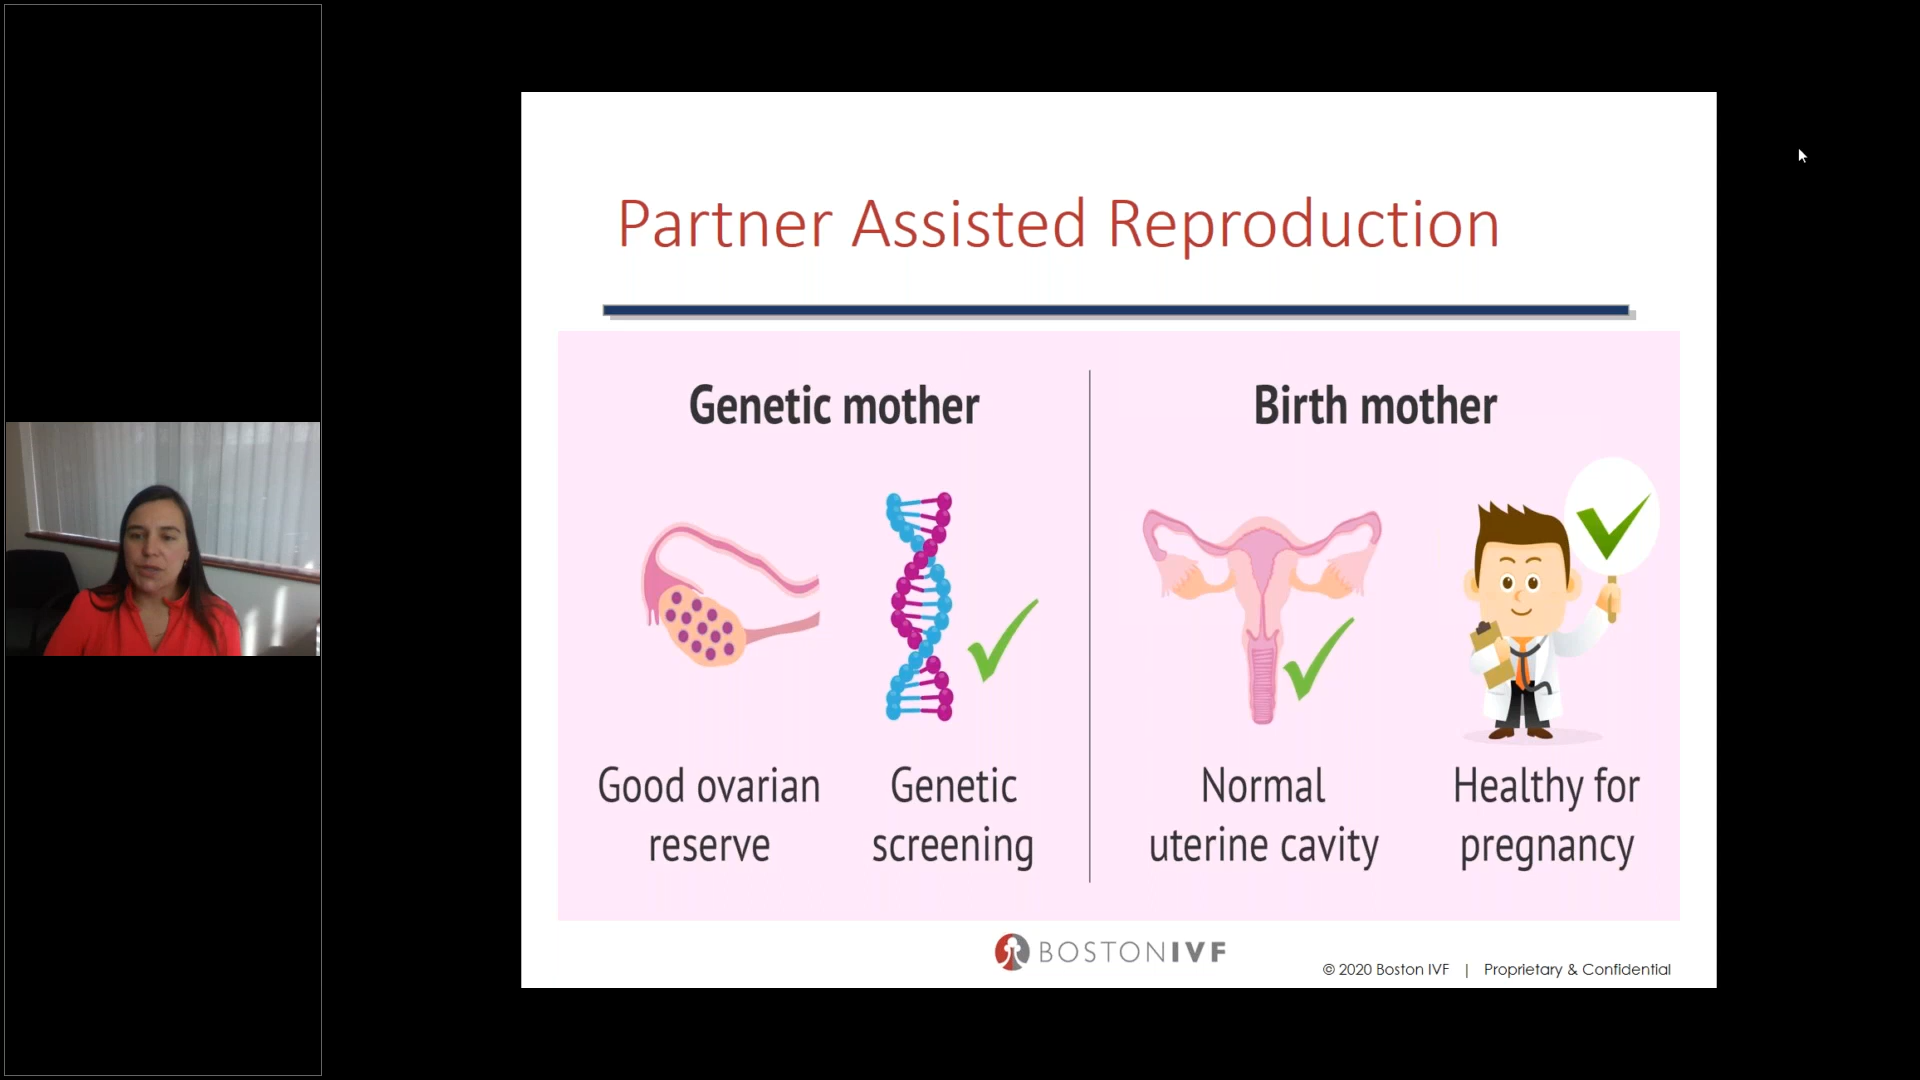 Partner Assisted Reproduction
Genetic mother
Good ovarian
reserve
Genetic
screening
Birth mother
Normal
uterine cavity
Healthy for
pregnancy
BOSTONIVF
© 2020 Boston IVF | Proprietary & Confidential